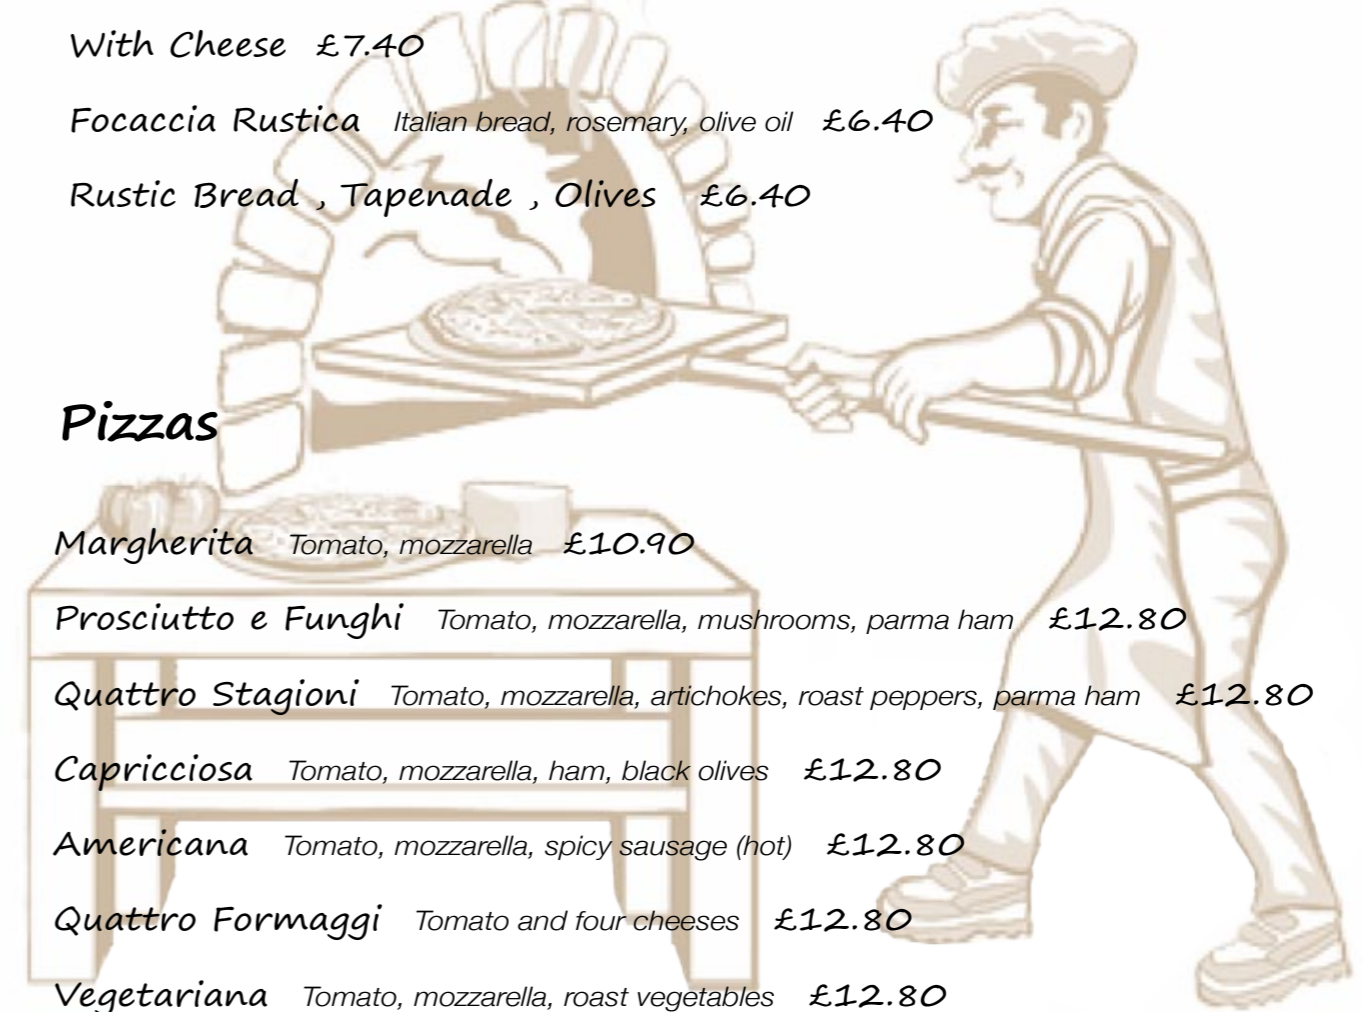 With Cheese £7.40
Focaccia Rustica Italian bread, rosemary, olive oil £6.40
Rustic Bread , Tapenade , Olives £6.40
Pizzas
Margherita Tomato, mozzarella £10.90
Prosciutto e Funghi Tomato, mozzarella, mushrooms, parma ham £12.80
Quattro Stagioni Tomato, mozzarella, artichokes, roast peppers, parma ham £12.80
Capricciosa Tomato, mozzarella, ham, black olives £12.80
Americana Tomato, mozzarella, spicy sausage (hot) £12.80
Quattro Formaggi Tomato and four cheeses £12.80
Vegetariana Tomato, mozzarella, roast vegetables £12.80